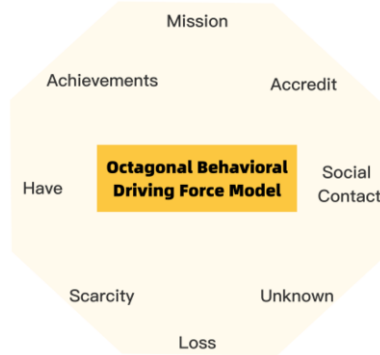 Mission
Achievements
Accredit
Octagonal Behavioral
Driving Force Model
Have
Social
Contact
Scarcity
Unknown
Loss